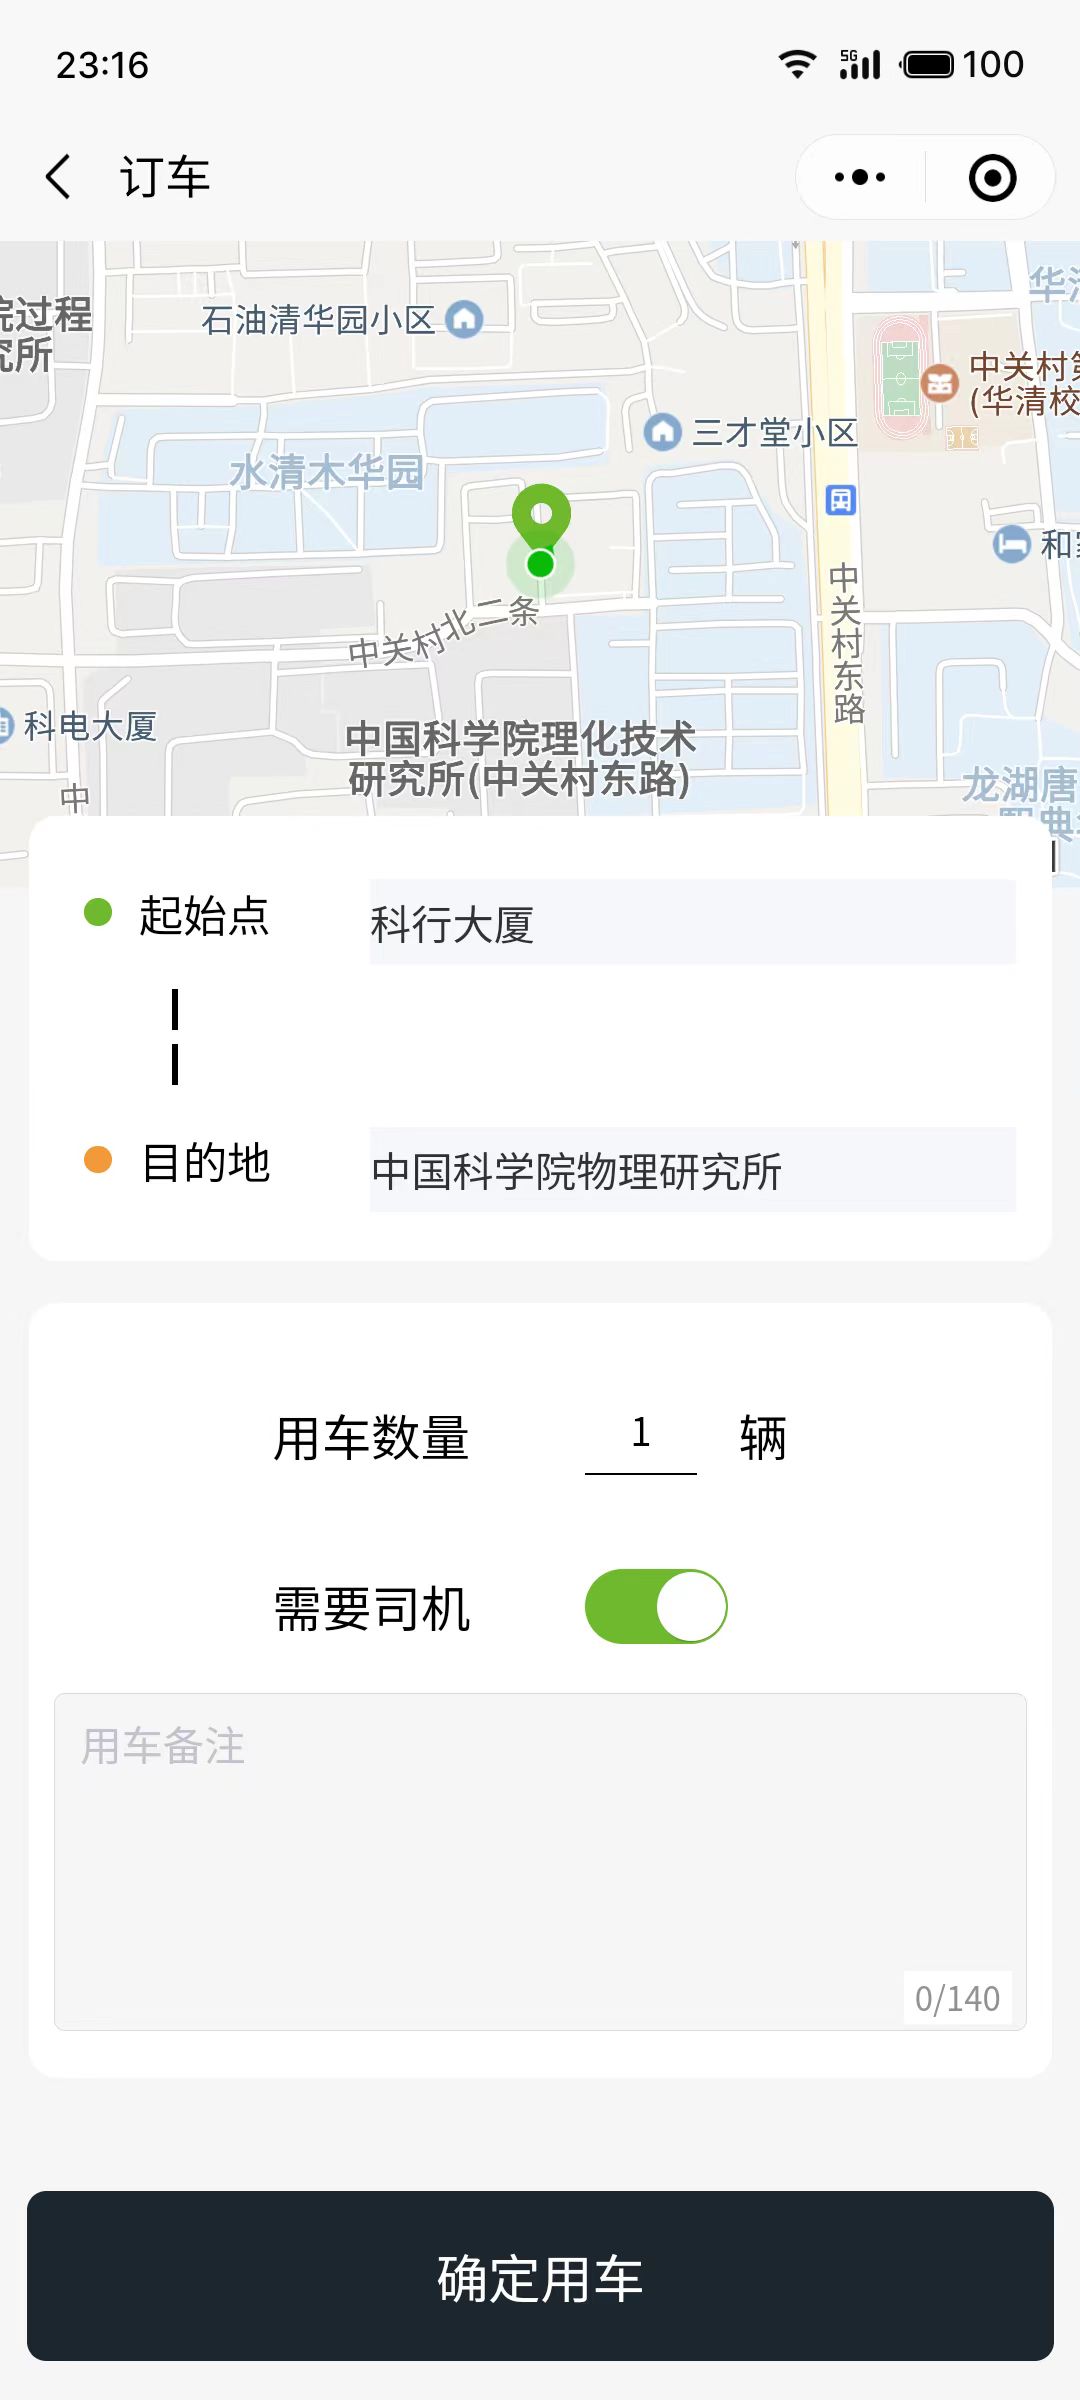 23:16
5G
100
订车
院过程
究所
石油清华园小区
中关村
(华清校
三才堂小区
水清木华园
中关村北二条
中关村东路
科电大厦
中国科学院理化技术
研究所(中关村东路)
中
龙湖唐
起始点
科行大厦
目的地
中国科学院物理研究所
用车数量
1
辆
需要司机
用车备注
0/140
确定用车